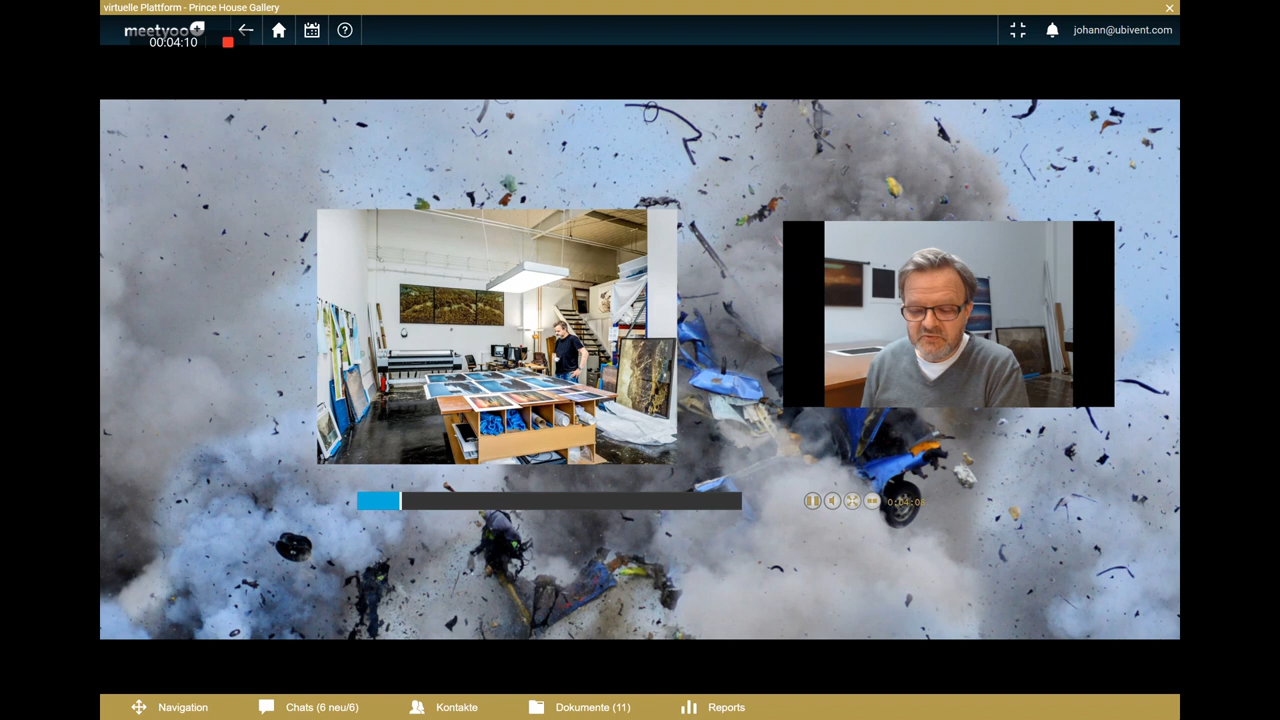 virtuelle Plattform - Prince House Gallery
meetyoo
00:04:10
johann@ubivent.com
Navigation
Chats (6 neu/6)
Kontakte
Dokumente (11)
Reports